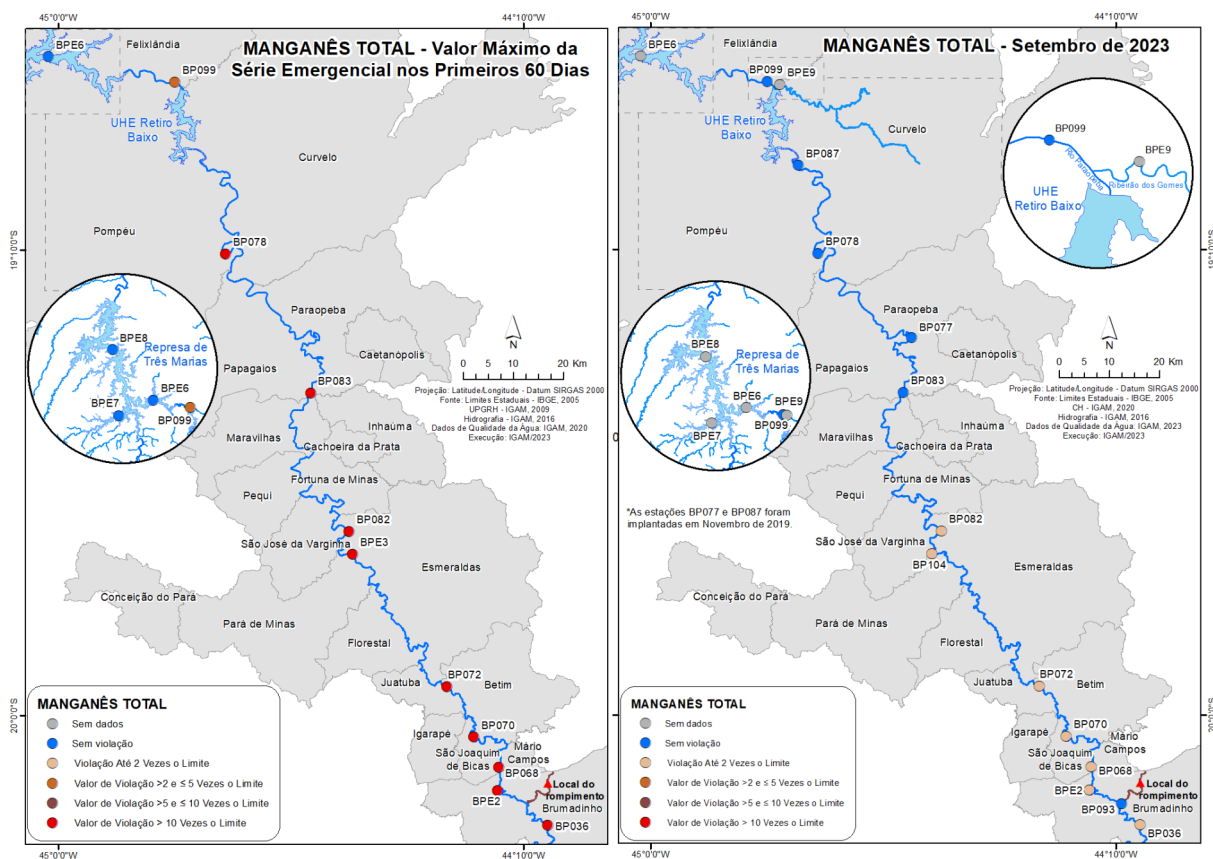 45°0'0"W
44°10'0"W
BPE6
Felixlândia
MANGANÊS TOTAL - Valor Máximo da
Série Emergencial nos Primeiros 60 Dias
BP099
UHE Retiro
Baixo
Curvelo
Pompéu
BP078
Paraopeba
N
0 5 10 20 Km
Caetanópolis
Papagaios
Projeção: Latitude/Longitude - Datum SIRGAS 2000
Fonte: Limites Estaduais - IBGE, 2005
UPGRH - IGAM, 2009
Hidrografia - IGAM, 2016
Dados de Qualidade da Água: IGAM, 2020
Execução: IGAM/2023
BPE8
Represa de
Três Marias
BPE6
BPE7
BP099
BP083
Inhaúma
Maravilhas
Cachoeira da Prata
Fortuna de Minas
Pequi
BP082
São José da Varginha
BPE3
Esmeraldas
Conceição do Pará
Pará de Minas
Florestal
BP072
Juatuba
Betim
BP070
Igarapé
Mário
Campos
São Joaquim
de Bicas
BP068
Local do
rompimento
BPE2
Brumadinho
BP036
MANGANÊS TOTAL
Sem dados
Sem violação
Violação Até 2 Vezes o Limite
Valor de Violação >2 e ≤ 5 Vezes o Limite
Valor de Violação >5 e ≤ 10 Vezes o Limite
Valor de Violação > 10 Vezes o Limite
20°0'0"S
19°10'0"S
45°0'0"W
44°10'0"W
45°0'0"W
44°10'0"W
BPE6
Felixlândia
MANGANÊS TOTAL - Setembro de 2023
BP099
BPE9
UHE Retiro
Baixo
Curvelo
BP087
BP099
BPE9
Rio Paraopeba
Ribeirão dos Gomes
UHE
Retiro Baixo
Pompéu
BP078
19°10'0"S
Paraopeba
BP077
N
0 5 10 20 Km
Caetanópolis
Papagaios
Projeção: Latitude/Longitude - Datum SIRGAS 2000
Fonte: Limites Estaduais - IBGE, 2005
CH - IGAM, 2020
Hidrografia - IGAM, 2016
Dados de Qualidade da Água: IGAM, 2023
Execução: IGAM/2023
BPE8
Represa de
Três Marias
BPE6
BPE9
BPE7
BP099
BP083
Inhaúma
Maravilhas
Cachoeira da Prata
Fortuna de Minas
Pequi
*As estações BP077 e BP087 foram
implantadas em Novembro de 2019.
BP082
São José da Varginha
BP104
Esmeraldas
Conceição do Pará
Pará de Minas
Florestal
BP072
Juatuba
Betim
BP070
Igarapé
Mário
Campos
São Joaquim
de Bicas
BP068
Local do
rompimento
BPE2
Brumadinho
BP093
BP036
MANGANÊS TOTAL
Sem dados
Sem violação
Violação Até 2 Vezes o Limite
Valor de Violação >2 e ≤ 5 Vezes o Limite
Valor de Violação >5 e ≤ 10 Vezes o Limite
Valor de Violação > 10 Vezes o Limite
20°0'0"S
45°0'0"W
44°10'0"W